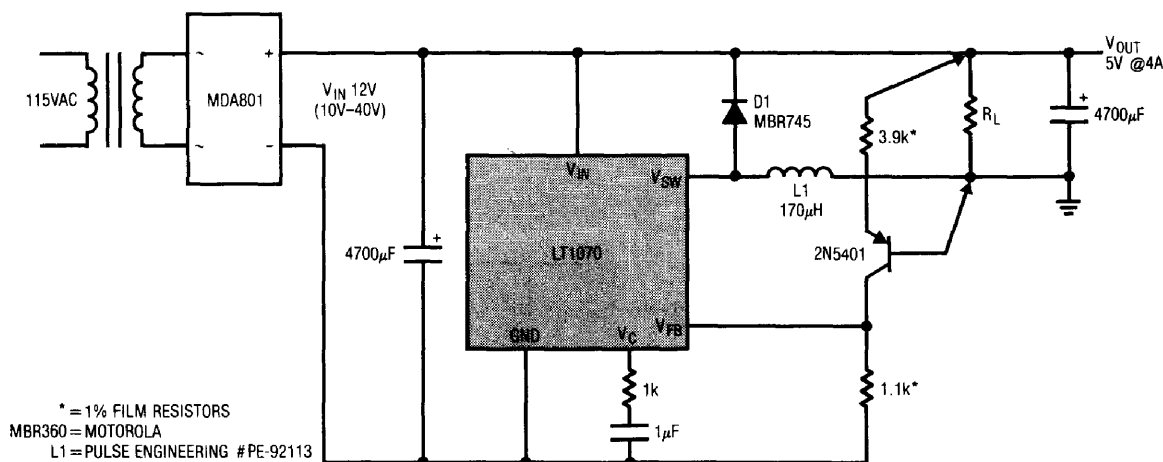 115VAC
~
~
MDA801
+
−
V_IN 12V
(10V–40V)
4700µF
+
V_IN
V_SW
LT1070
GND
V_C
V_FB
D1
MBR745
L1
170µH
3.9k*
R_L
+
4700µF
V_OUT
5V @4A
2N5401
1k
1µF
1.1k*
* = 1% FILM RESISTORS
MBR360 = MOTOROLA
L1 = PULSE ENGINEERING #PE-92113